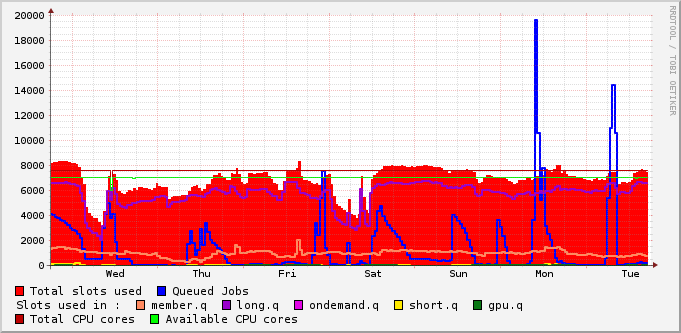 RRDTOOL / TOBI OETIKER
20000
18000
16000
14000
12000
10000
8000
6000
4000
2000
0
Wed Thu Fri Sat Sun Mon Tue
Total slots used Queued Jobs
Slots used in : member.q long.q ondemand.q short.q gpu.q
Total CPU cores Available CPU cores